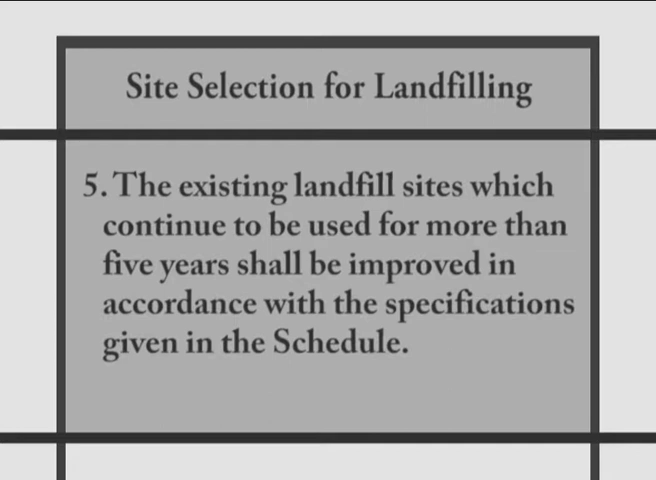 Site Selection for Landfilling
5. The existing landfill sites which
continue to be used for more than
five years shall be improved in
accordance with the specifications
given in the Schedule.